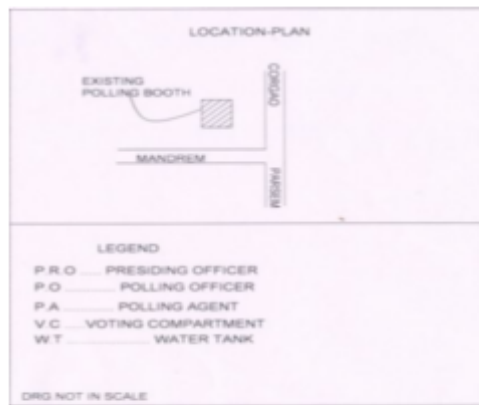 LOCATION-PLAN
EXISTING
POLLING BOOTH
CORGAO
MANDREM
PARSEM
LEGEND
P.R.O ..... PRESIDING OFFICER
P.O ............ POLLING OFFICER
P.A ............ POLLING AGENT
V.C .....VOTING COMPARTMENT
W.T .................... WATER TANK
DRG.NOT IN SCALE